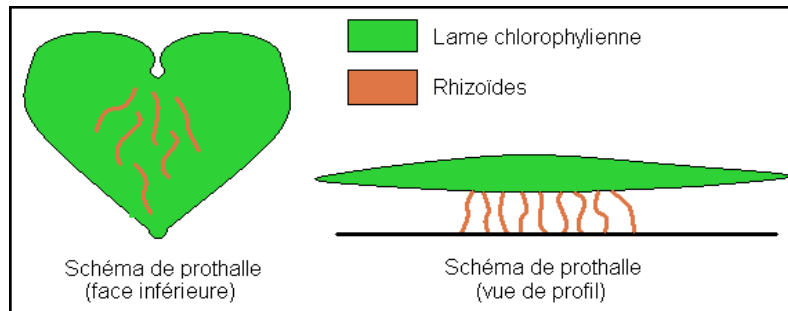 Lame chlorophylienne
Rhizoïdes
Schéma de prothalle
(face inférieure)
Schéma de prothalle
(vue de profil)